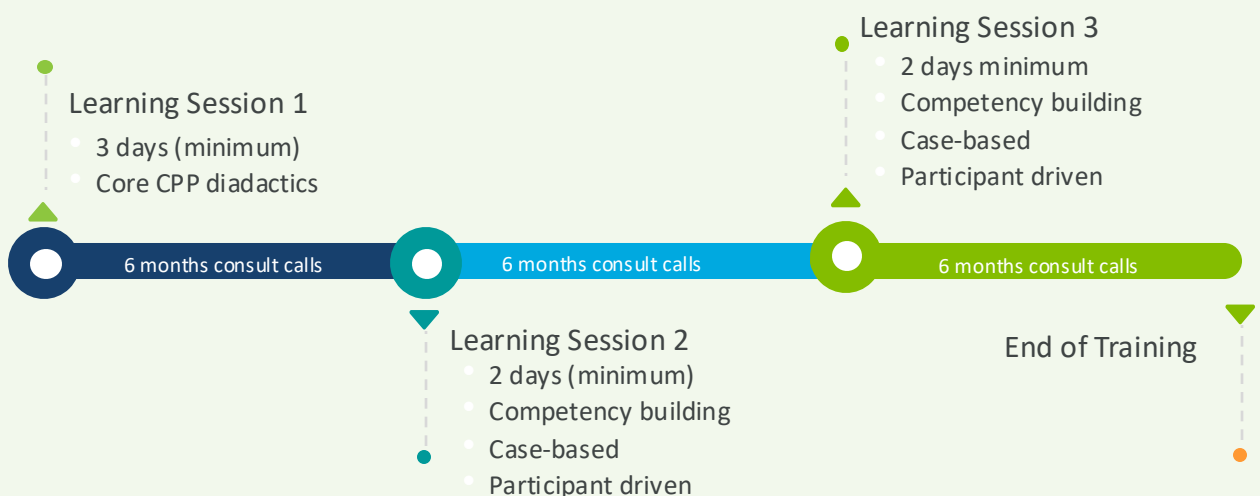 Learning Session 1
3 days (minimum)
Core CPP diadactics
6 months consult calls
Learning Session 2
2 days (minimum)
Competency building
Case-based
Participant driven
6 months consult calls
Learning Session 3
2 days minimum
Competency building
Case-based
Participant driven
6 months consult calls
End of Training